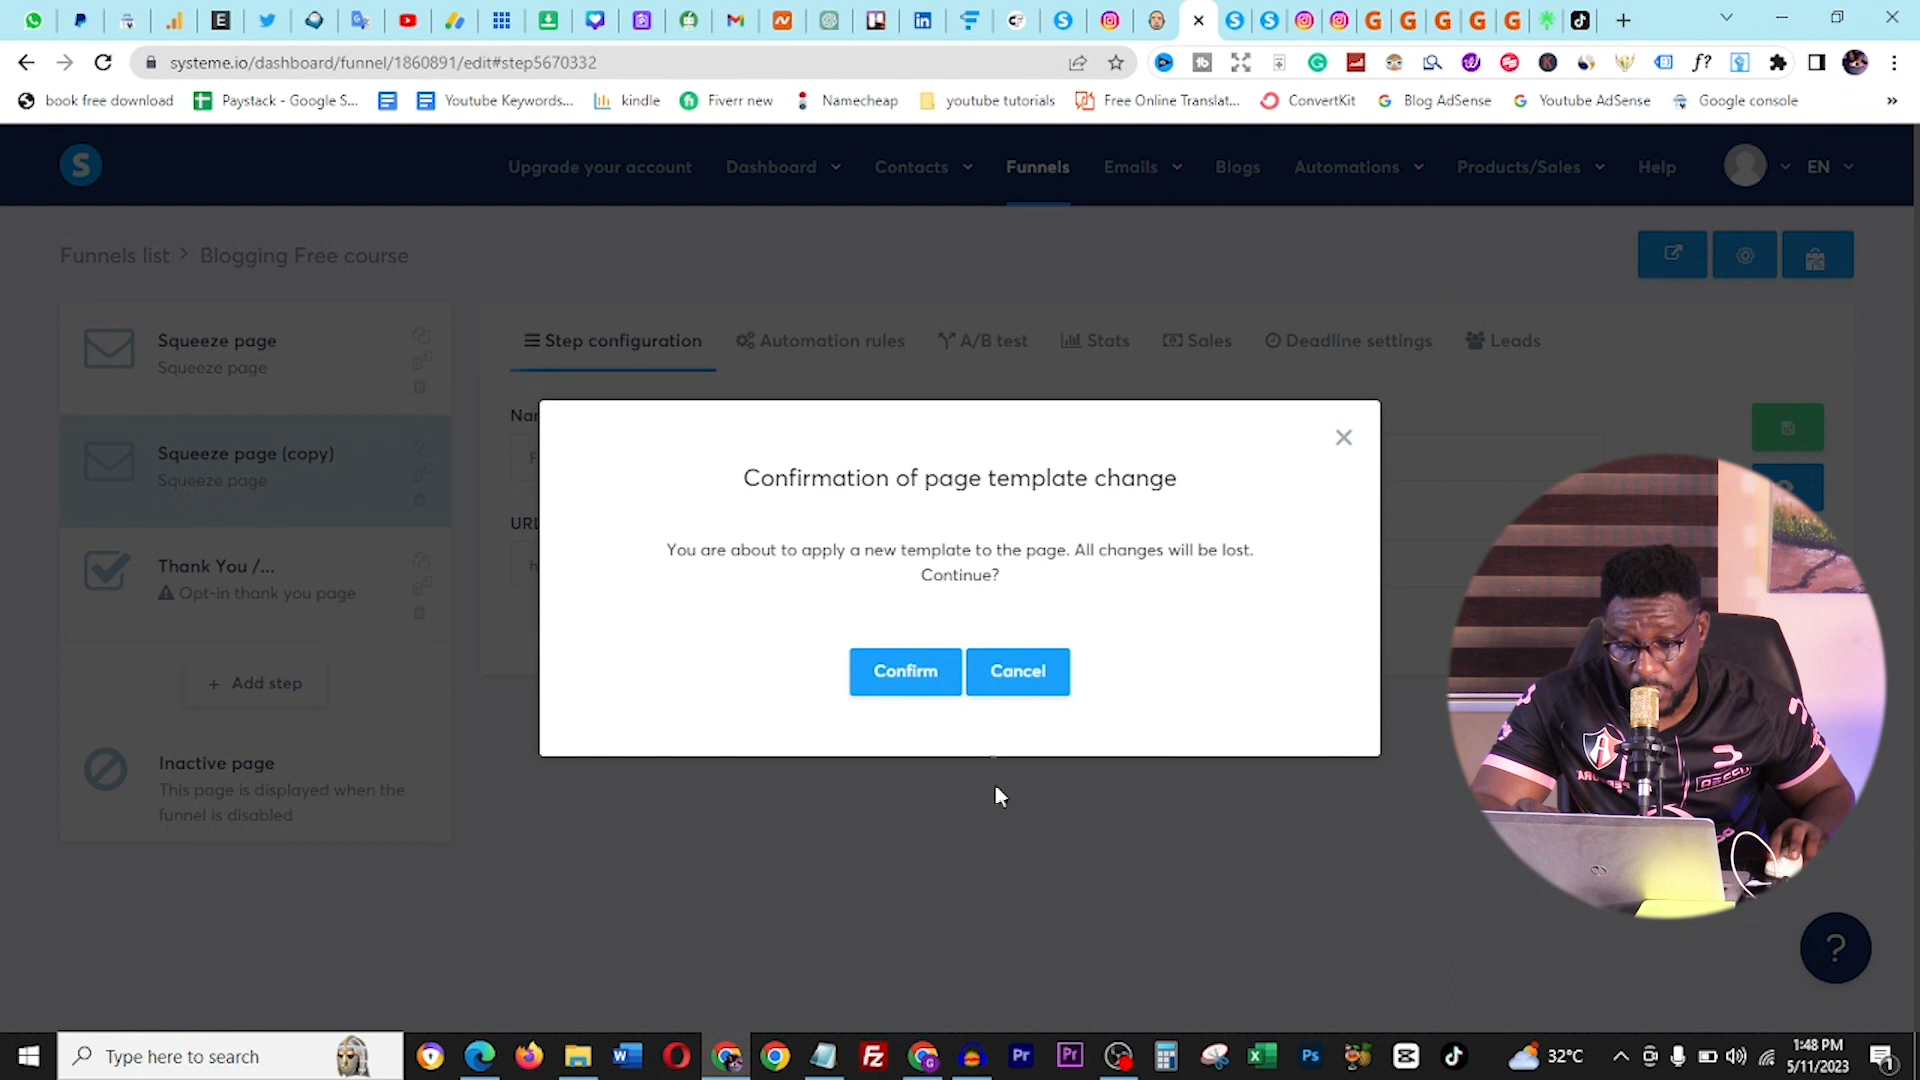 systeme.io/dashboard/funnel/1860891/edit#step5670332
book free download
Paystack - Google S...
Youtube Keywords...
kindle
Fiverr new
Namecheap
youtube tutorials
Free Online Translat...
ConvertKit
Blog AdSense
Youtube AdSense
Google console
Upgrade your account
Dashboard
Contacts
Funnels
Emails
Blogs
Automations
Products/Sales
Help
EN
Funnels list > Blogging Free course
Squeeze page
Squeeze page
Squeeze page (copy)
Squeeze page
Thank You /...
Opt-in thank you page
+ Add step
Inactive page
This page is displayed when the
funnel is disabled
Step configuration
Automation rules
A/B test
Stats
Sales
Deadline settings
Leads
Confirmation of page template change
You are about to apply a new template to the page. All changes will be lost.
Continue?
Confirm
Cancel
?
Type here to search
32°C
1:48 PM
5/11/2023